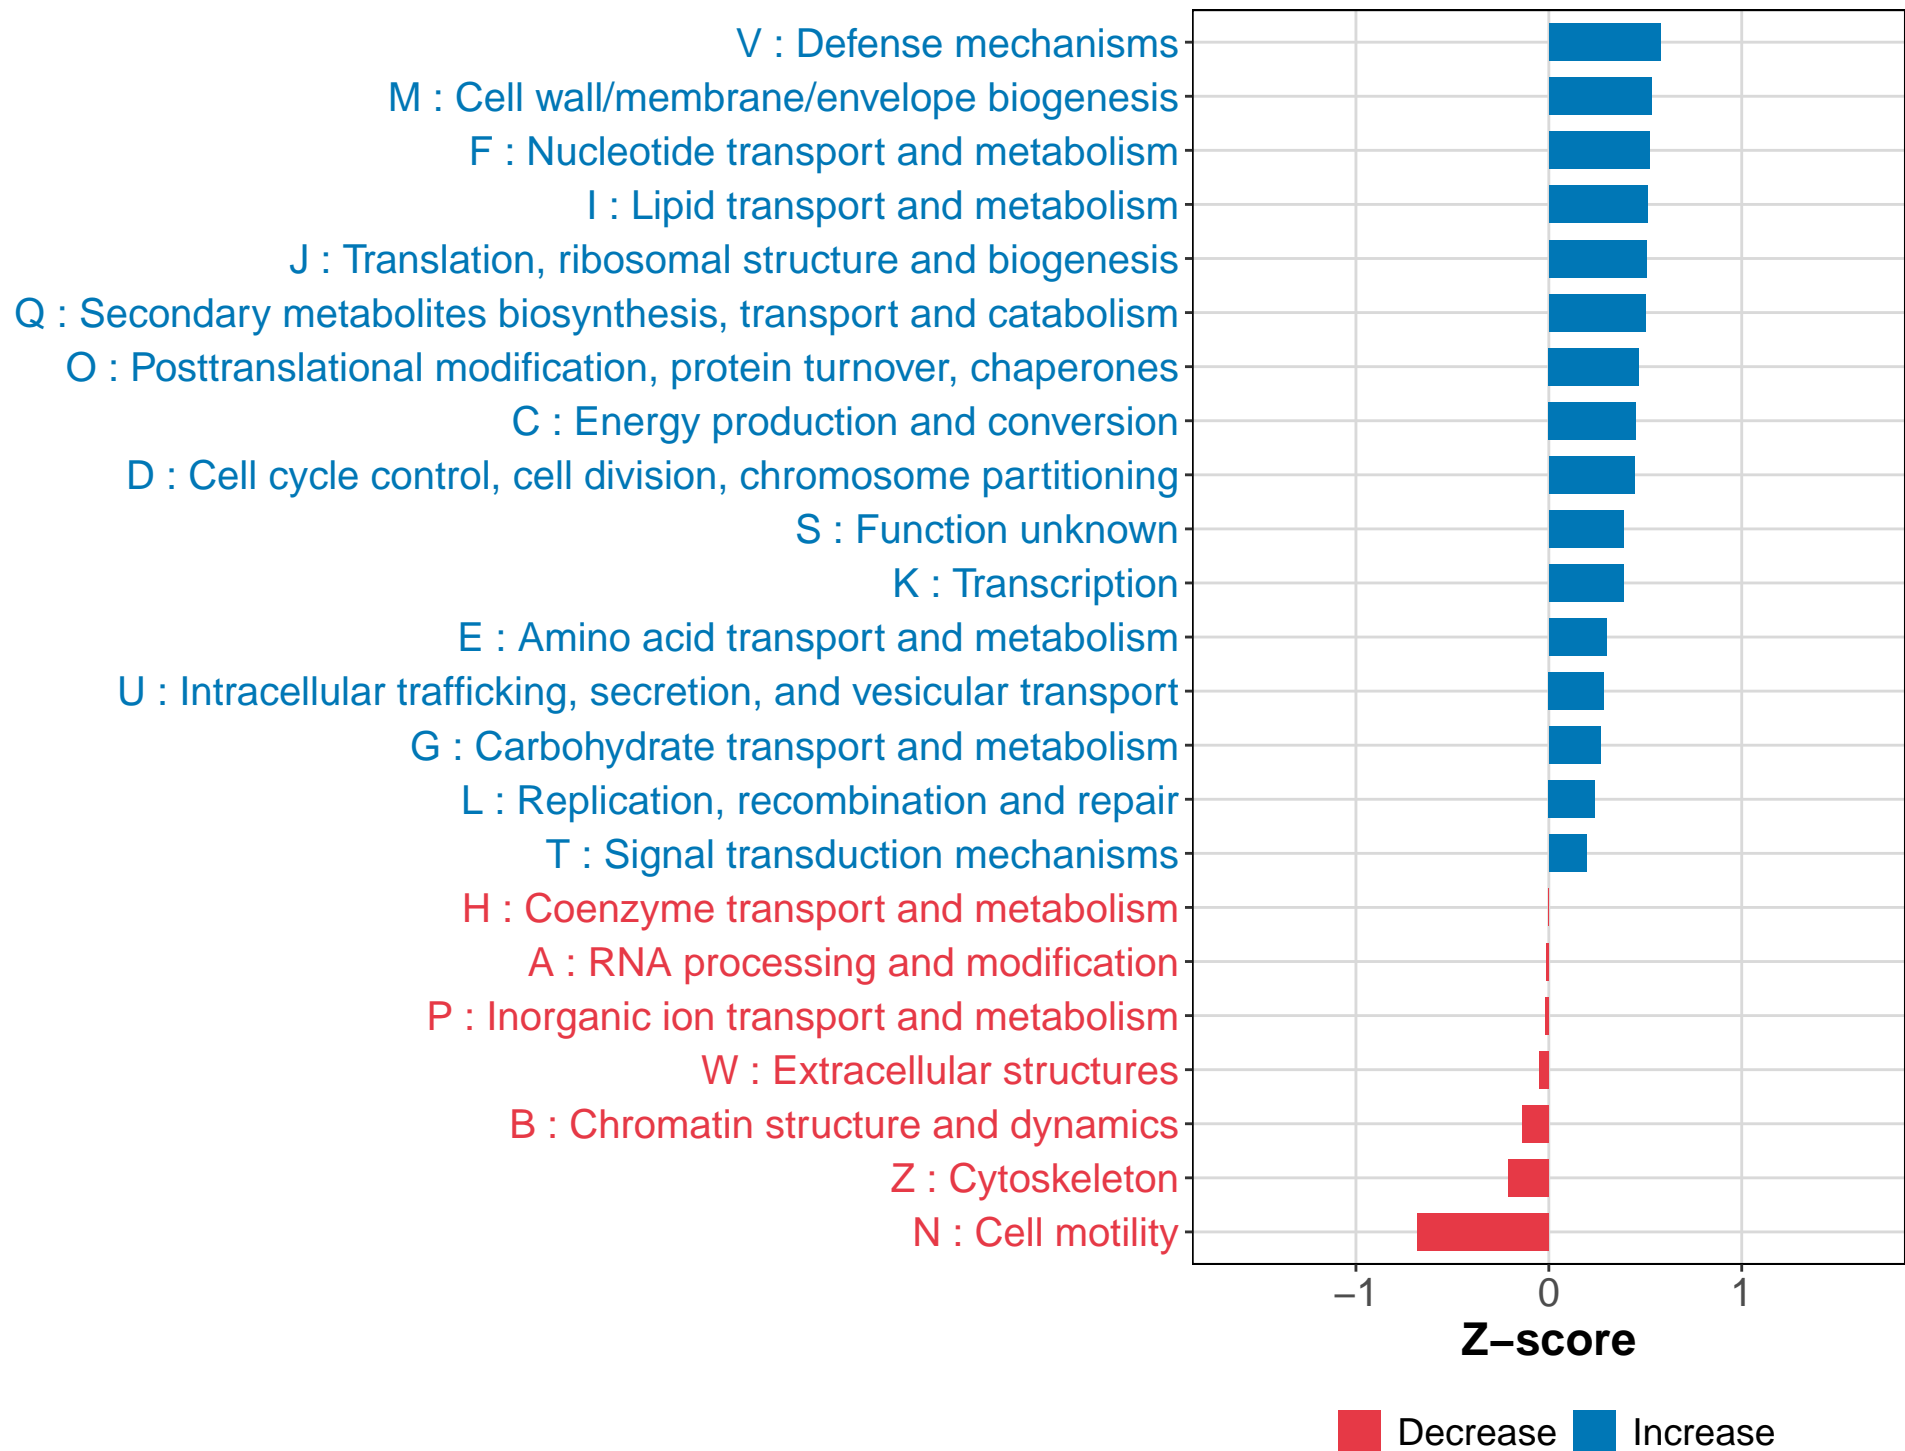 V : Defense mechanisms
M : Cell wall/membrane/envelope biogenesis
F : Nucleotide transport and metabolism
I : Lipid transport and metabolism
J : Translation, ribosomal structure and biogenesis
Q : Secondary metabolites biosynthesis, transport and catabolism
O : Posttranslational modification, protein turnover, chaperones
C : Energy production and conversion
D : Cell cycle control, cell division, chromosome partitioning
S : Function unknown
K : Transcription
E : Amino acid transport and metabolism
U : Intracellular trafficking, secretion, and vesicular transport
G : Carbohydrate transport and metabolism
L : Replication, recombination and repair
T : Signal transduction mechanisms
H : Coenzyme transport and metabolism
A : RNA processing and modification
P : Inorganic ion transport and metabolism
W : Extracellular structures
B : Chromatin structure and dynamics
Z : Cytoskeleton
N : Cell motility
−1 0 1
Z−score
Decrease Increase